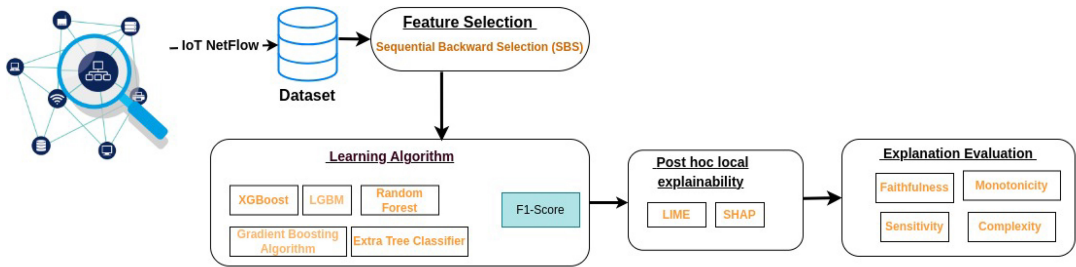 IoT NetFlow
Dataset
Feature Selection
Sequential Backward Selection (SBS)
Learning Algorithm
XGBoost
LGBM
Random
Forest
Gradient Boosting
Algorithm
Extra Tree Classifier
F1-Score
Post hoc local
explainability
LIME
SHAP
Explanation Evaluation
Faithfulness
Monotonicity
Sensitivity
Complexity